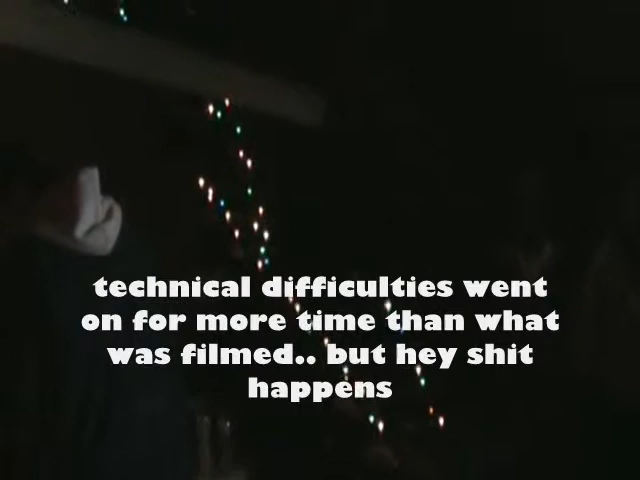 technical difficulties went
on for more time than what
was filmed.. but hey shit
happens